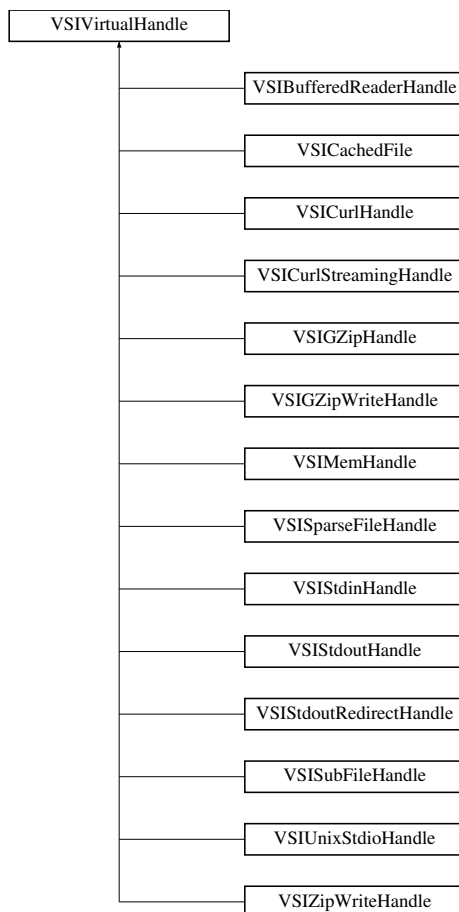 VSIVirtualHandle
VSIBufferedReaderHandle
VSICachedFile
VSICurlHandle
VSICurlStreamingHandle
VSIGZipHandle
VSIGZipWriteHandle
VSIMemHandle
VSISparseFileHandle
VSIStdinHandle
VSIStdoutHandle
VSIStdoutRedirectHandle
VSISubFileHandle
VSIUnixStdioHandle
VSIZipWriteHandle